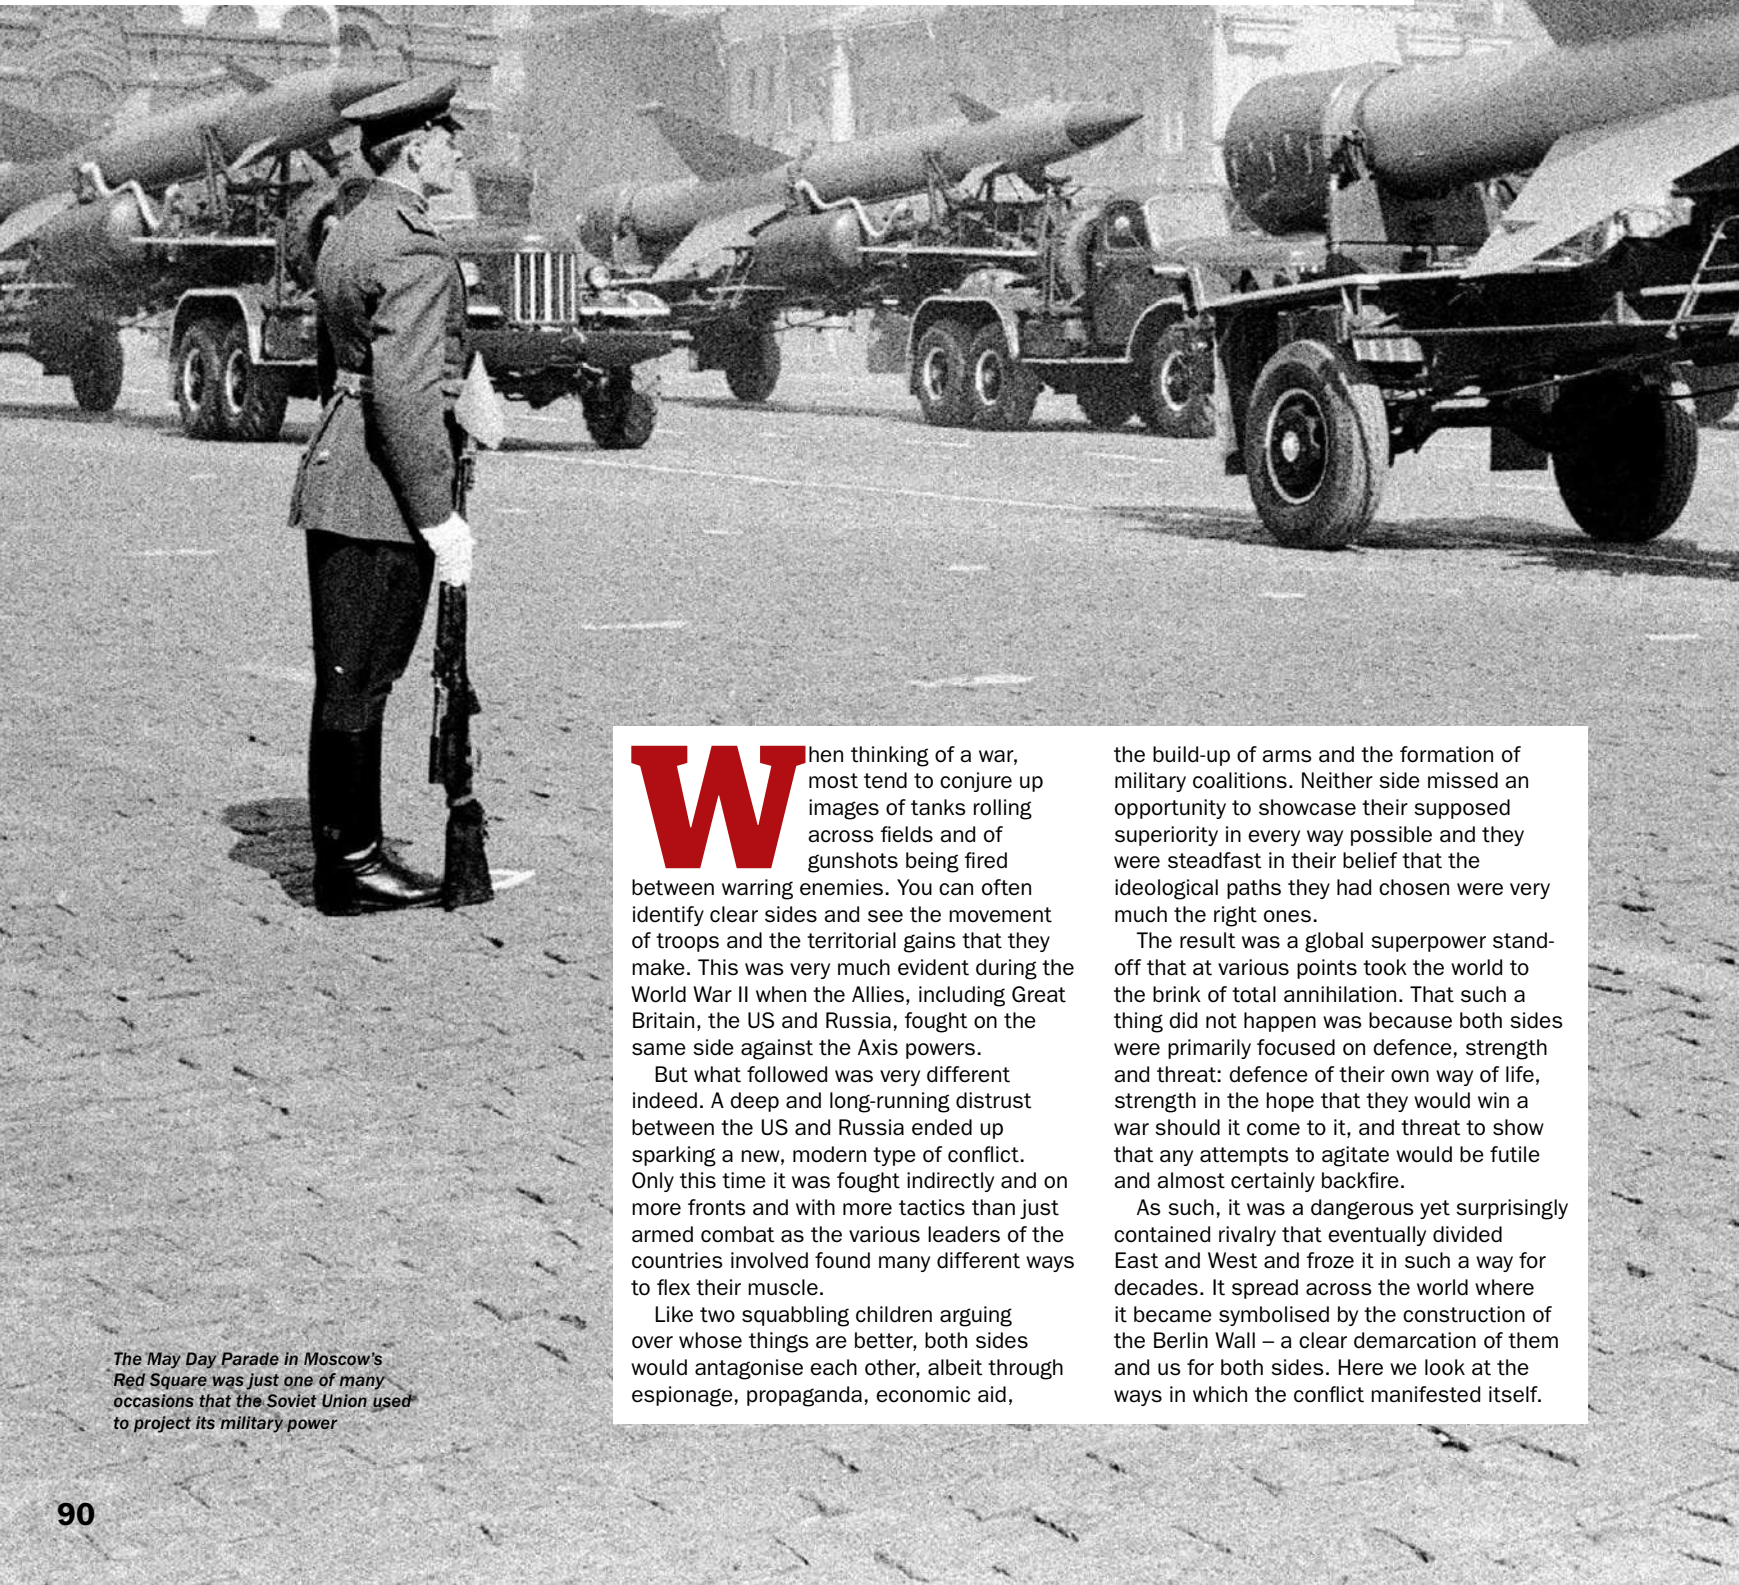 When thinking of a war,
most tend to conjure up
images of tanks rolling
across fields and of
gunshots being fired
between warring enemies. You can often
identify clear sides and see the movement
of troops and the territorial gains that they
make. This was very much evident during the
World War II when the Allies, including Great
Britain, the US and Russia, fought on the
same side against the Axis powers.
But what followed was very different
indeed. A deep and long-running distrust
between the US and Russia ended up
sparking a new, modern type of conflict.
Only this time it was fought indirectly and on
more fronts and with more tactics than just
armed combat as the various leaders of the
countries involved found many different ways
to flex their muscle.
Like two squabbling children arguing
over whose things are better, both sides
would antagonise each other, albeit through
espionage, propaganda, economic aid,
the build-up of arms and the formation of
military coalitions. Neither side missed an
opportunity to showcase their supposed
superiority in every way possible and they
were steadfast in their belief that the
ideological paths they had chosen were very
much the right ones.
The result was a global superpower stand-
off that at various points took the world to
the brink of total annihilation. That such a
thing did not happen was because both sides
were primarily focused on defence, strength
and threat: defence of their own way of life,
strength in the hope that they would win a
war should it come to it, and threat to show
that any attempts to agitate would be futile
and almost certainly backfire.
As such, it was a dangerous yet surprisingly
contained rivalry that eventually divided
East and West and froze it in such a way for
decades. It spread across the world where
it became symbolised by the construction of
the Berlin Wall – a clear demarcation of them
and us for both sides. Here we look at the
ways in which the conflict manifested itself.
The May Day Parade in Moscow's
Red Square was just one of many
occasions that the Soviet Union used
to project its military power
90